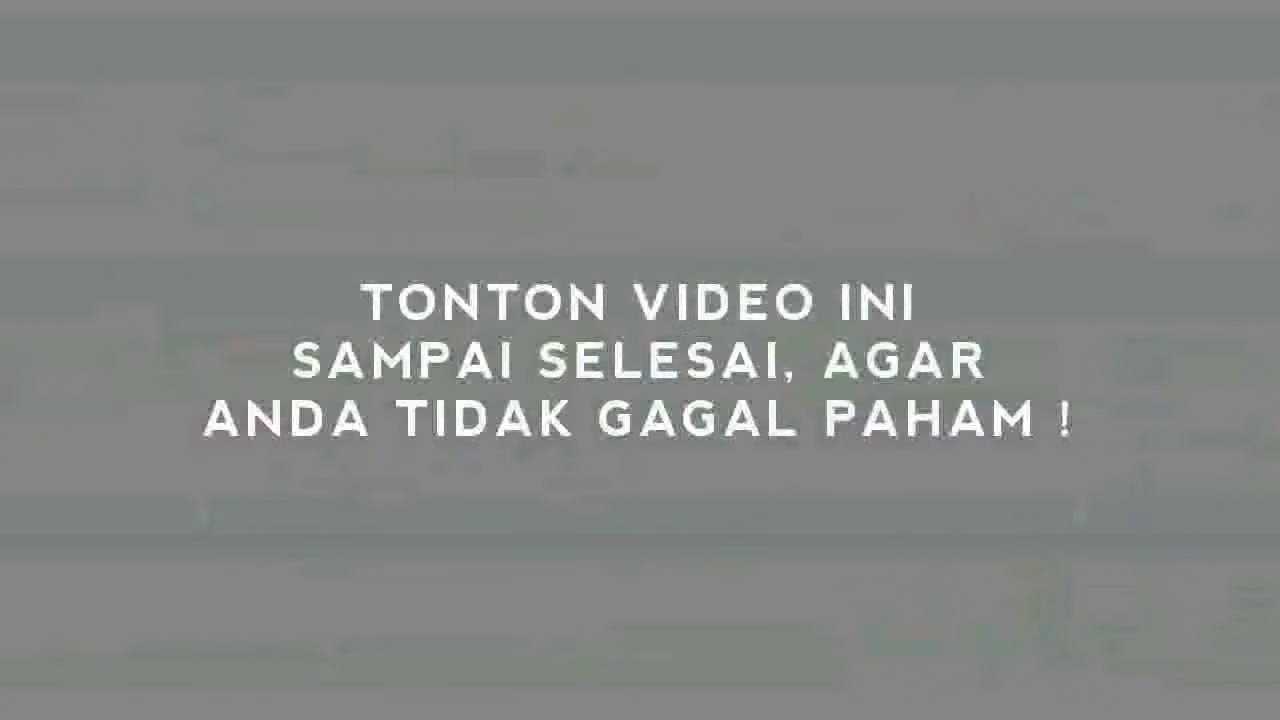 TONTON VIDEO INI
SAMPAI SELESAI, AGAR
ANDA TIDAK GAGAL PAHAM !